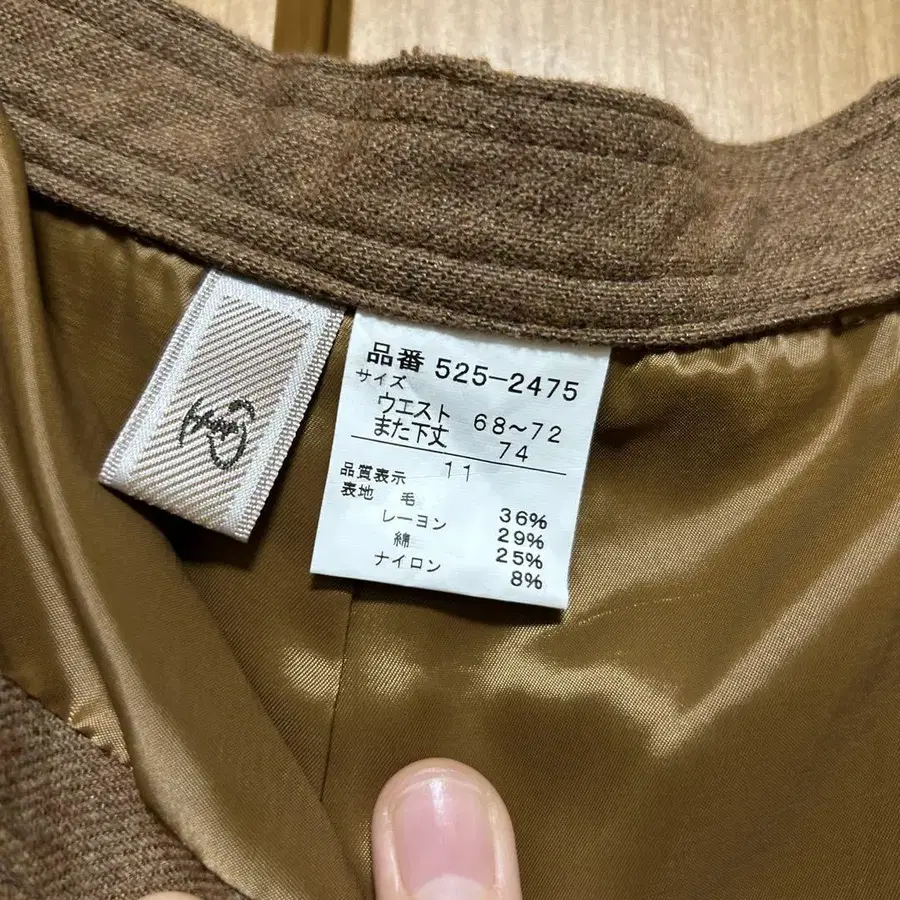 品番 525-2475
サイズ
ウエスト 68~72
また下丈 74
11
品質表示
表地 毛 36%
レーヨン 29%
綿 25%
ナイロン 8%